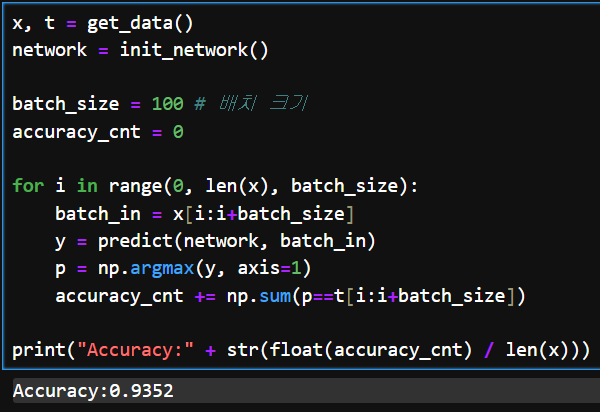 x, t = get_data()
network = init_network()
batch_size = 100 # 배치 크기
accuracy_cnt = 0
for i in range(0, len(x), batch_size):
    batch_in = x[i:i+batch_size]
    y = predict(network, batch_in)
    p = np.argmax(y, axis=1)
    accuracy_cnt += np.sum(p==t[i:i+batch_size])
print("Accuracy:" + str(float(accuracy_cnt) / len(x)))
Accuracy:0.9352